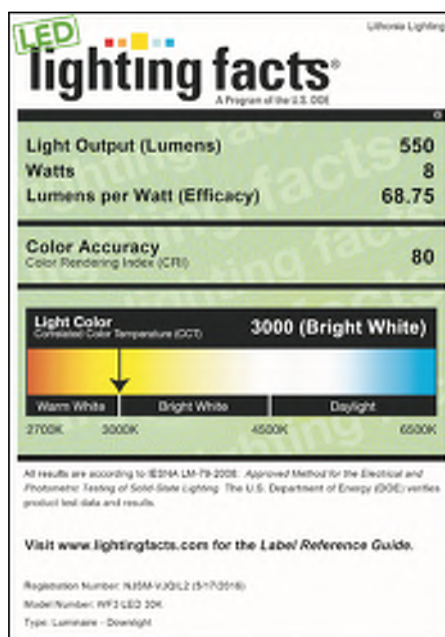 Lithonia Lighting
LED
lighting facts®
A Program of the U.S. DOE
Light Output (Lumens) 550
Watts 8
Lumens per Watt (Efficacy) 68.75
Color Accuracy
Color Rendering Index (CRI) 80
Light Color
Correlated Color Temperature (CCT) 3000 (Bright White)
Warm White Bright White Daylight
2700K 3000K 4500K 6500K
All results are according to IESNA LM-79-2008: Approved Method for the Electrical and
Photometric Testing of Solid-State Lighting. The U.S. Department of Energy (DOE) verifies
product test data and results.
Visit www.lightingfacts.com for the Label Reference Guide.
Registration Number: (5/17/2016)
Model Number: WF3 LED 30K
Type: Luminaire - Downlight